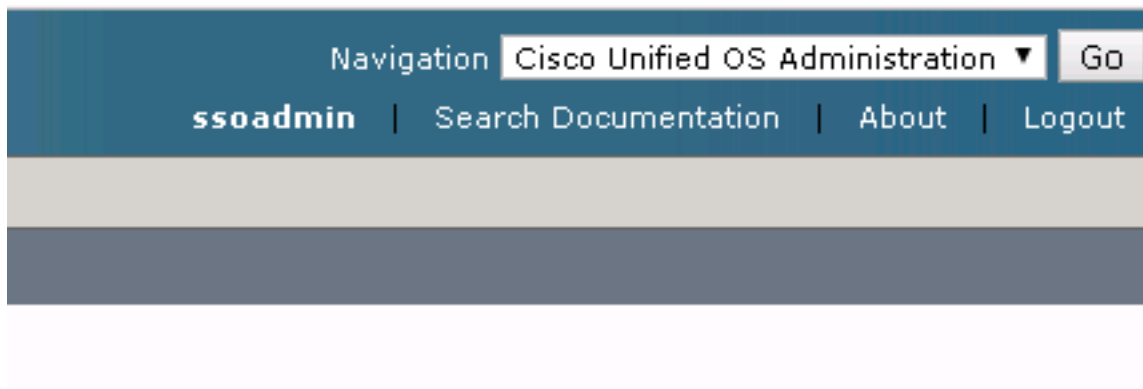 Navigation Cisco Unified OS Administration ▼ Go
ssoadmin | Search Documentation | About | Logout